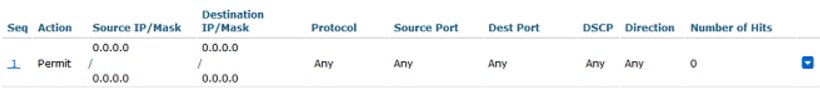 Seq Action Source IP/Mask Destination IP/Mask Protocol Source Port Dest Port DSCP Direction Number of Hits
0.0.0.0 0.0.0.0
1 Permit / / Any Any Any Any Any 0
0.0.0.0 0.0.0.0